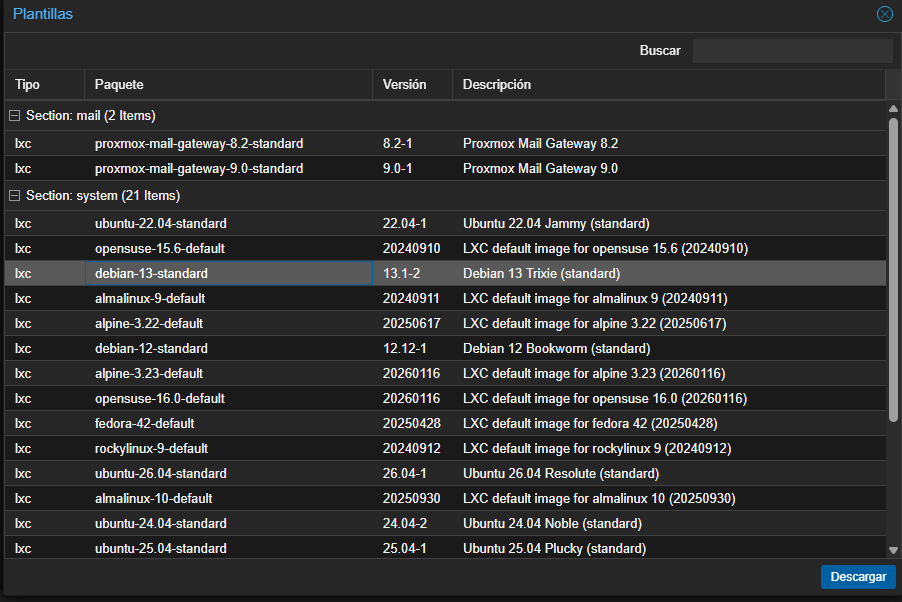 Plantillas
Buscar
Tipo Paquete Versión Descripción
Section: mail (2 Items)
lxc proxmox-mail-gateway-8.2-standard 8.2-1 Proxmox Mail Gateway 8.2
lxc proxmox-mail-gateway-9.0-standard 9.0-1 Proxmox Mail Gateway 9.0
Section: system (21 Items)
lxc ubuntu-22.04-standard 22.04-1 Ubuntu 22.04 Jammy (standard)
lxc opensuse-15.6-default 20240910 LXC default image for opensuse 15.6 (20240910)
lxc debian-13-standard 13.1-2 Debian 13 Trixie (standard)
lxc almalinux-9-default 20240911 LXC default image for almalinux 9 (20240911)
lxc alpine-3.22-default 20250617 LXC default image for alpine 3.22 (20250617)
lxc debian-12-standard 12.12-1 Debian 12 Bookworm (standard)
lxc alpine-3.23-default 20260116 LXC default image for alpine 3.23 (20260116)
lxc opensuse-16.0-default 20260116 LXC default image for opensuse 16.0 (20260116)
lxc fedora-42-default 20250428 LXC default image for fedora 42 (20250428)
lxc rockylinux-9-default 20240912 LXC default image for rockylinux 9 (20240912)
lxc ubuntu-26.04-standard 26.04-1 Ubuntu 26.04 Resolute (standard)
lxc almalinux-10-default 20250930 LXC default image for almalinux 10 (20250930)
lxc ubuntu-24.04-standard 24.04-2 Ubuntu 24.04 Noble (standard)
lxc ubuntu-25.04-standard 25.04-1 Ubuntu 25.04 Plucky (standard)
Descargar